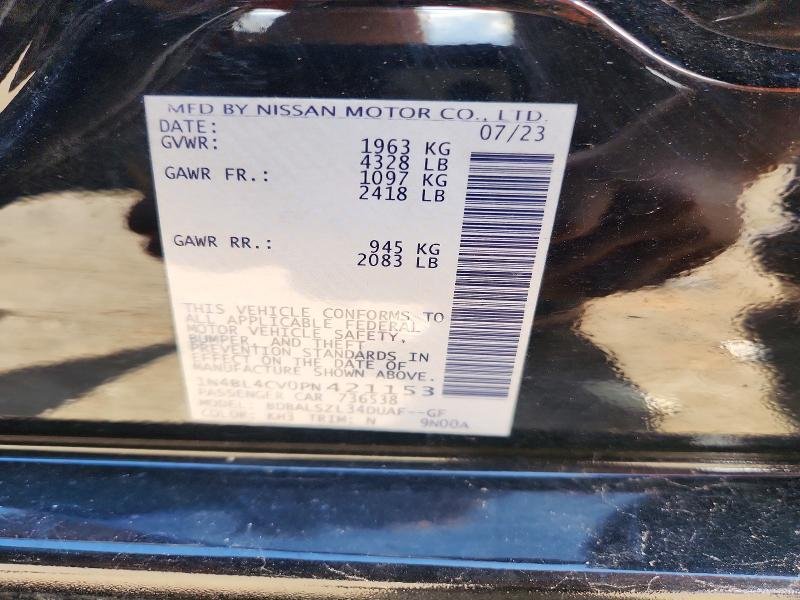 MFD BY NISSAN MOTOR CO., LTD.
DATE: 07/23
GVWR: 1963 KG
4328 LB
GAWR FR.: 1097 KG
2418 LB
GAWR RR.: 945 KG
2083 LB
THIS VEHICLE CONFORMS TO
ALL APPLICABLE FEDERAL
MOTOR VEHICLE SAFETY,
BUMPER, AND THEFT
PREVENTION STANDARDS IN
EFFECT ON THE DATE OF
MANUFACTURE SHOWN ABOVE.
1N4BL4CV0PN421153
PASSENGER CAR 736538
MODEL: BDBALSZL34DUAF--GF
COLOR: KH3 TRIM: N 9N00A